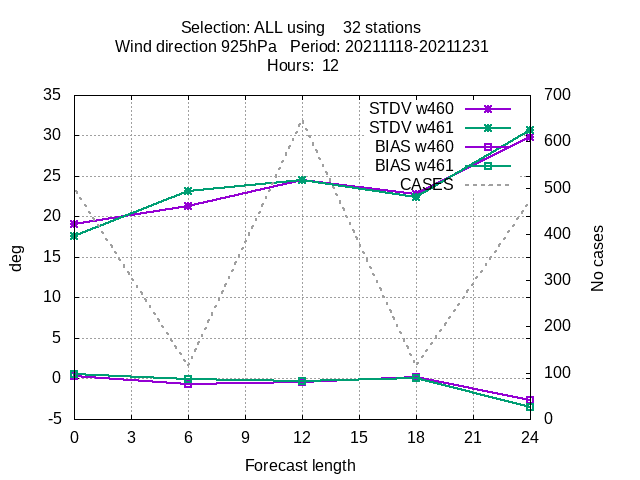 Selection: ALL using    32 stations
Wind direction 925hPa   Period: 20211118-20211231
Hours:  12
STDV w460
STDV w461
BIAS w460
BIAS w461
CASES
deg
35
30
25
20
15
10
5
0
-5
700
600
500
400
300
200
100
0
No cases
0 3 6 9 12 15 18 21 24
Forecast length